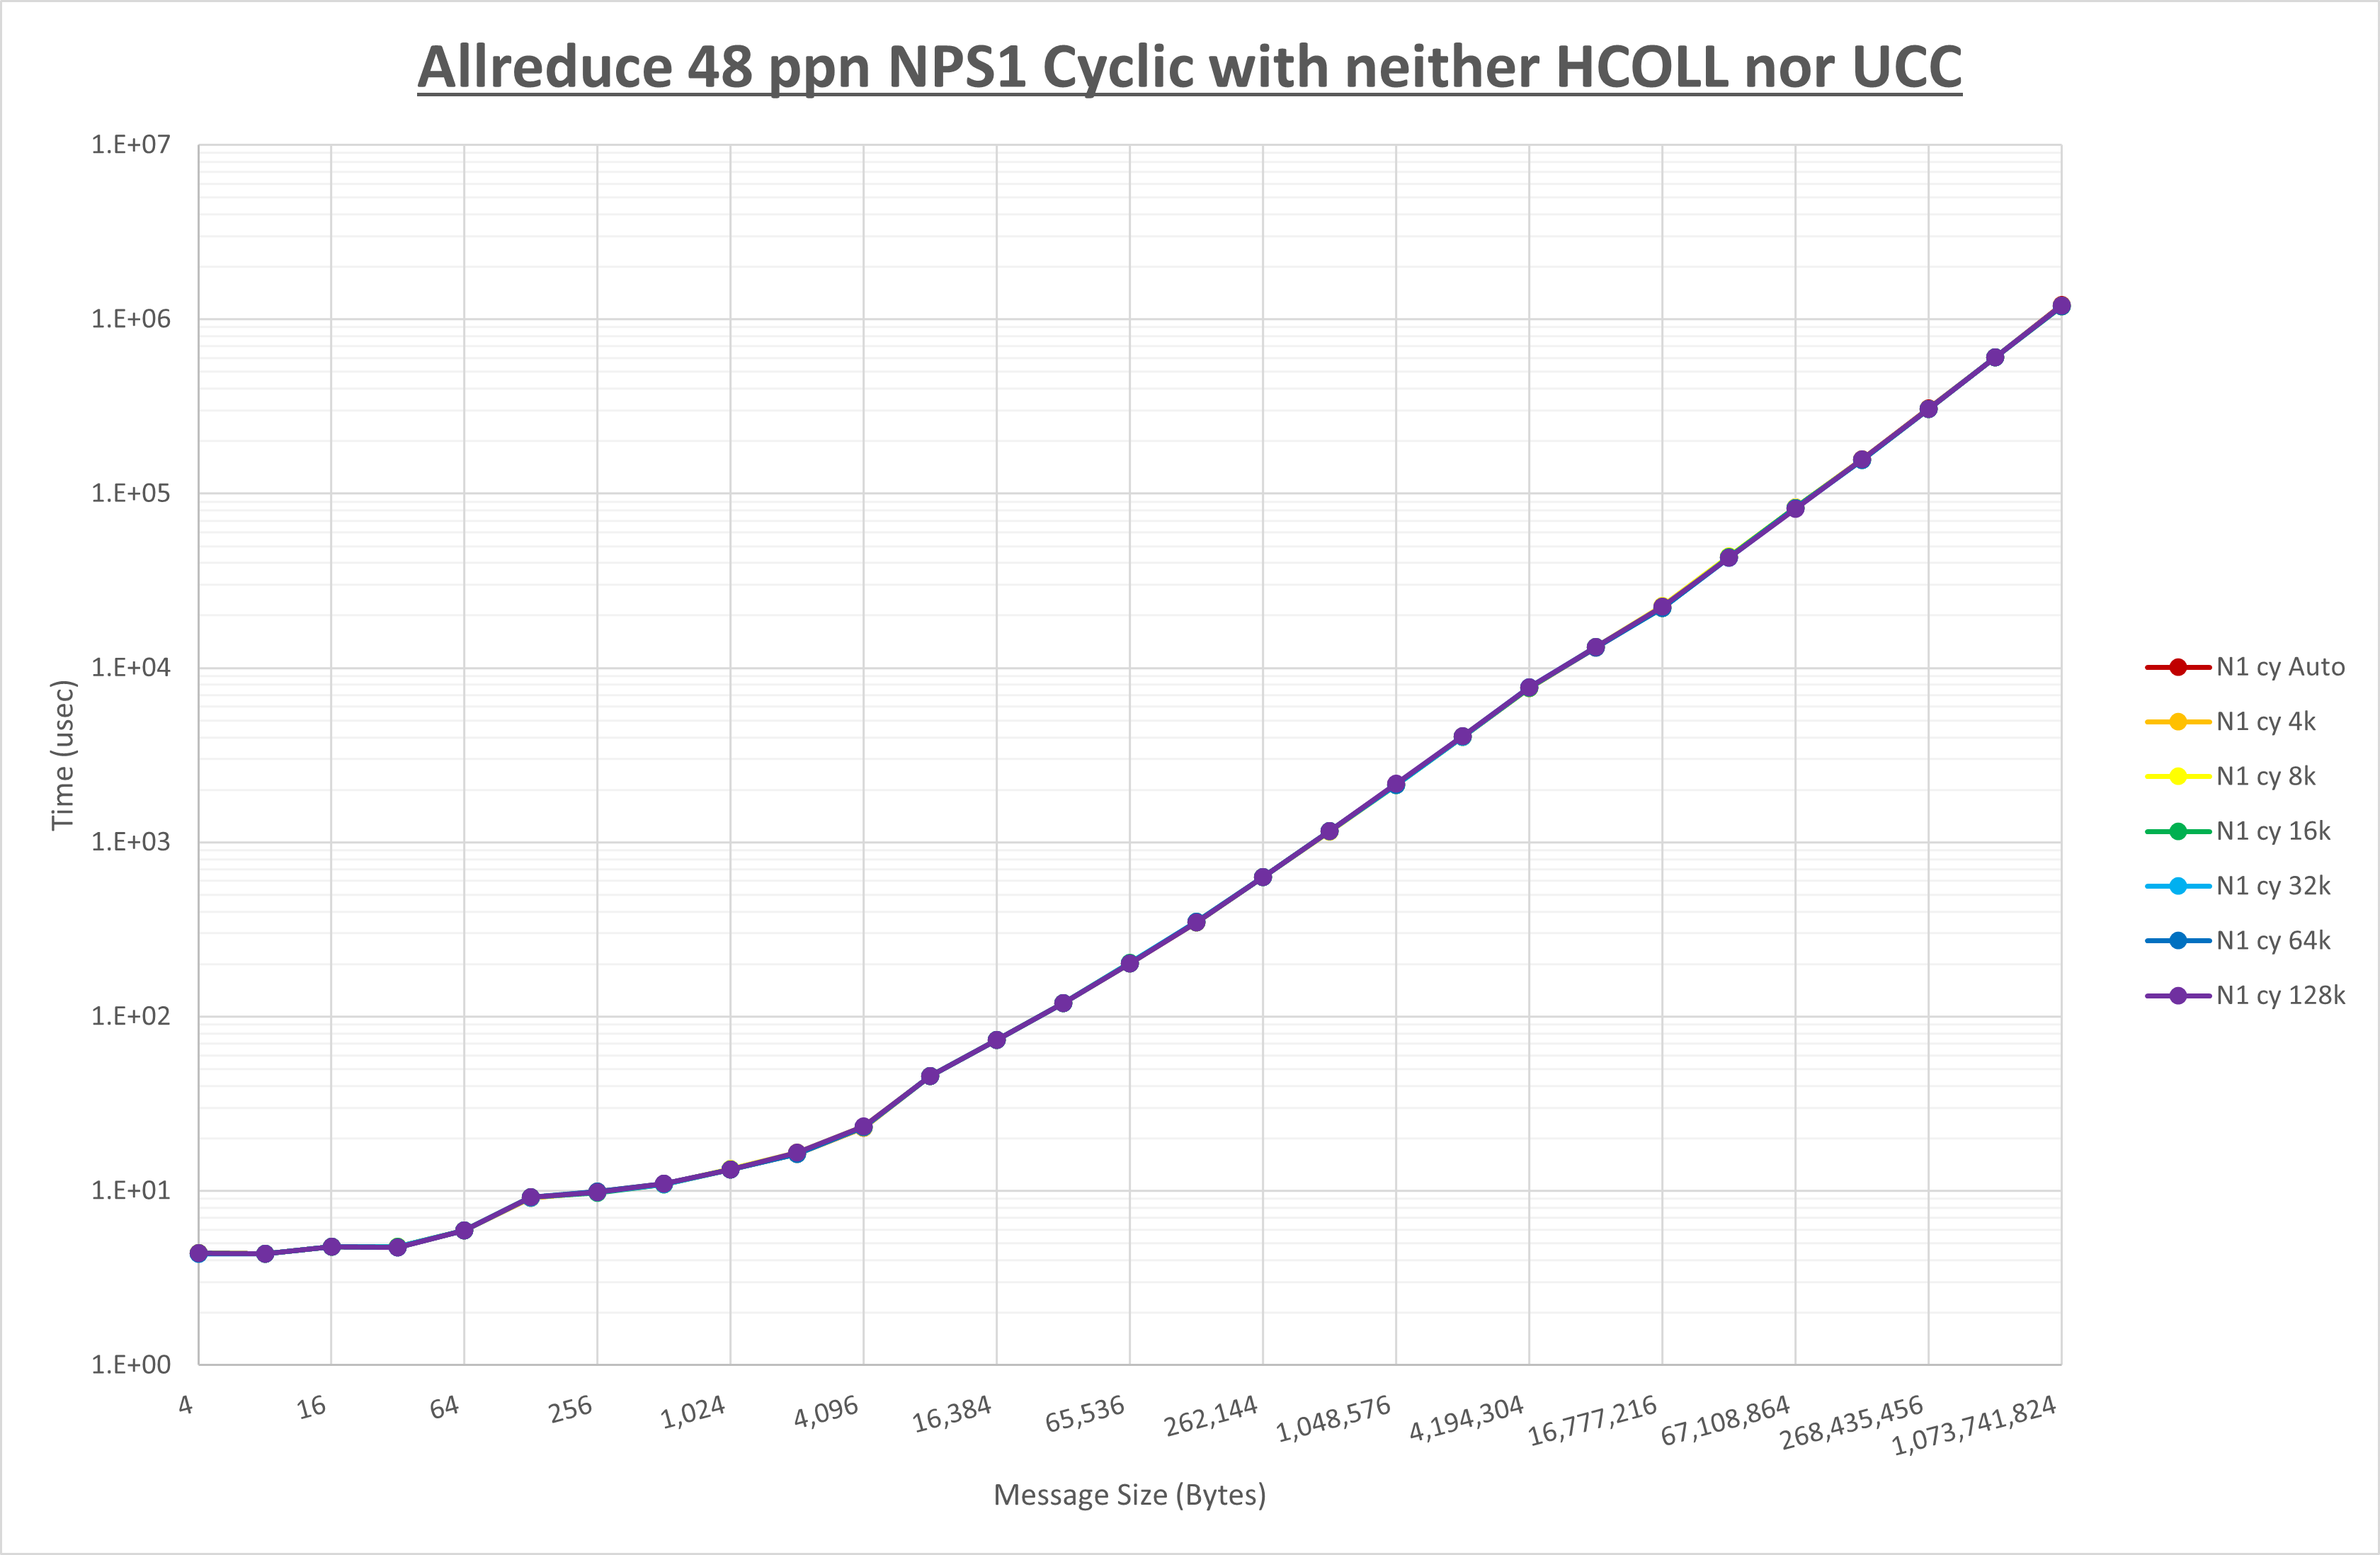 Allreduce 48 ppn NPS1 Cyclic with neither HCOLL nor UCC
1.E+07
1.E+06
1.E+05
1.E+04
1.E+03
1.E+02
1.E+01
1.E+00
Time (usec)
4
16
64
256
1,024
4,096
16,384
65,536
262,144
1,048,576
4,194,304
16,777,216
67,108,864
268,435,456
1,073,741,824
Message Size (Bytes)
N1 cy Auto
N1 cy 4k
N1 cy 8k
N1 cy 16k
N1 cy 32k
N1 cy 64k
N1 cy 128k